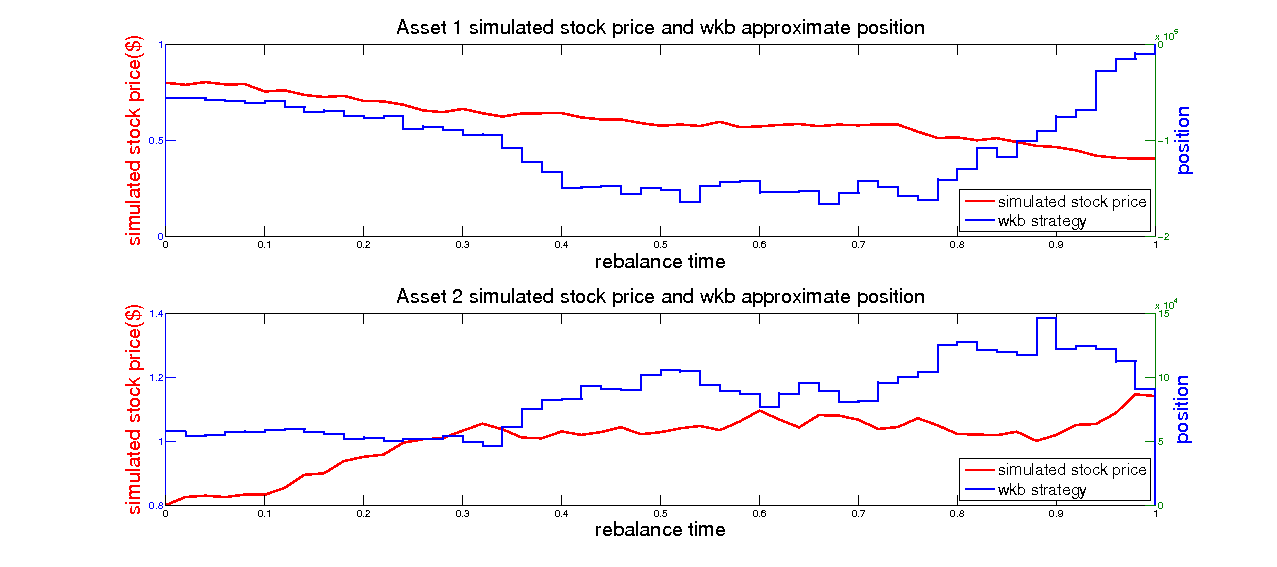 Asset 1 simulated stock price and wkb approximate position
x 10^5
simulated stock price($)
1
0.5
0
0
−1
−2
position
simulated stock price
wkb strategy
0 0.1 0.2 0.3 0.4 0.5 0.6 0.7 0.8 0.9 1
rebalance time
Asset 2 simulated stock price and wkb approximate position
x 10^4
simulated stock price($)
1.4
1.2
1
0.8
15
10
5
0
position
simulated stock price
wkb strategy
0 0.1 0.2 0.3 0.4 0.5 0.6 0.7 0.8 0.9 1
rebalance time